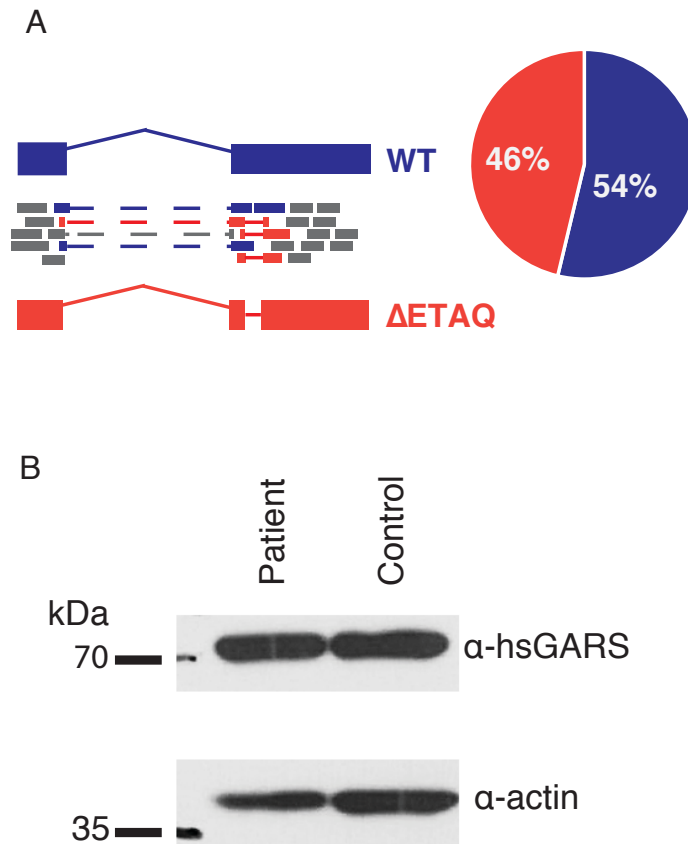 A
WT
46%
54%
ΔETAQ
B
Patient
Control
kDa
70
α-hsGARS
α-actin
35